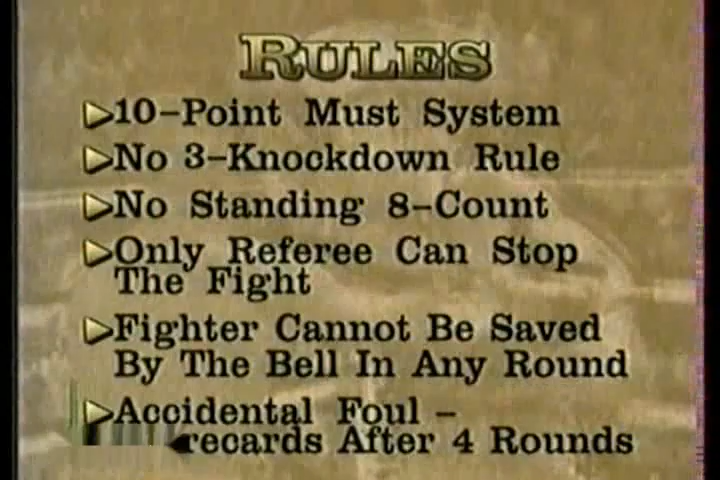 RULES
10-Point Must System
No 3-Knockdown Rule
No Standing 8-Count
Only Referee Can Stop
The Fight
Fighter Cannot Be Saved
By The Bell In Any Round
Accidental Foul -
After 4 Rounds